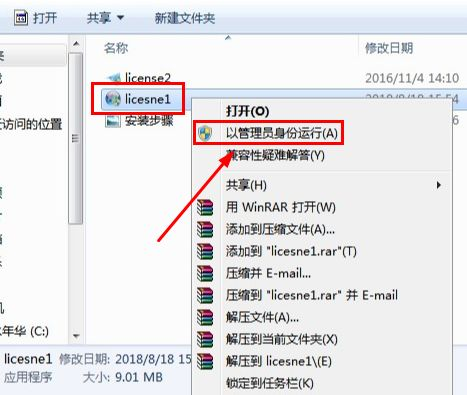 打开 共享 新建文件夹
名称 修改日期
license2 2016/11/4 14:10
licesne1
安装步骤
打开(O)
以管理员身份运行(A)
兼容性疑难解答(Y)
访问的位置
共享(H)
用 WinRAR 打开(W)
添加到压缩文件(A)...
添加到 "licesne1.rar"(T)
压缩并 E-mail...
压缩到 "licesne1.rar" 并 E-mail
解压文件(A)...
解压到当前文件夹(X)
解压到 licesne1\(E)
锁定到任务栏(K)
年华 (C:)
licesne1 修改日期: 2018/8/18 15
应用程序 大小: 9.01 MB